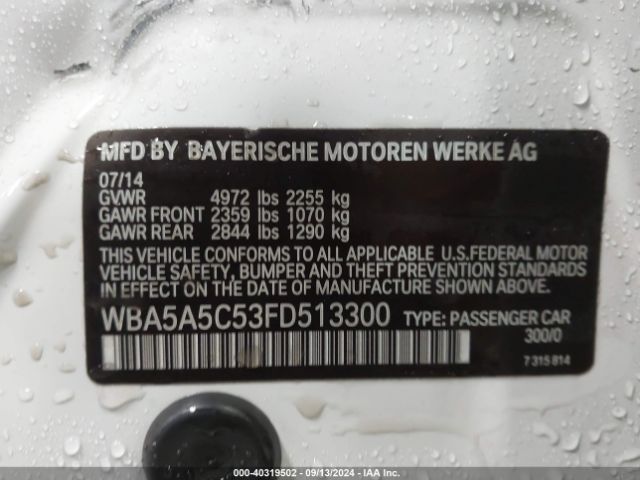 MFD BY BAYERISCHE MOTOREN WERKE AG
07/14
GVWR 4972 lbs 2255 kg
GAWR FRONT 2359 lbs 1070 kg
GAWR REAR 2844 lbs 1290 kg
THIS VEHICLE CONFORMS TO ALL APPLICABLE U.S.FEDERAL MOTOR
VEHICLE SAFETY, BUMPER AND THEFT PREVENTION STANDARDS
IN EFFECT ON THE DATE OF MANUFACTURE SHOWN ABOVE.
WBA5A5C53FD513300 TYPE: PASSENGER CAR
300/0
7 315 814
000-40319502 - 09/13/2024 - IAA Inc.